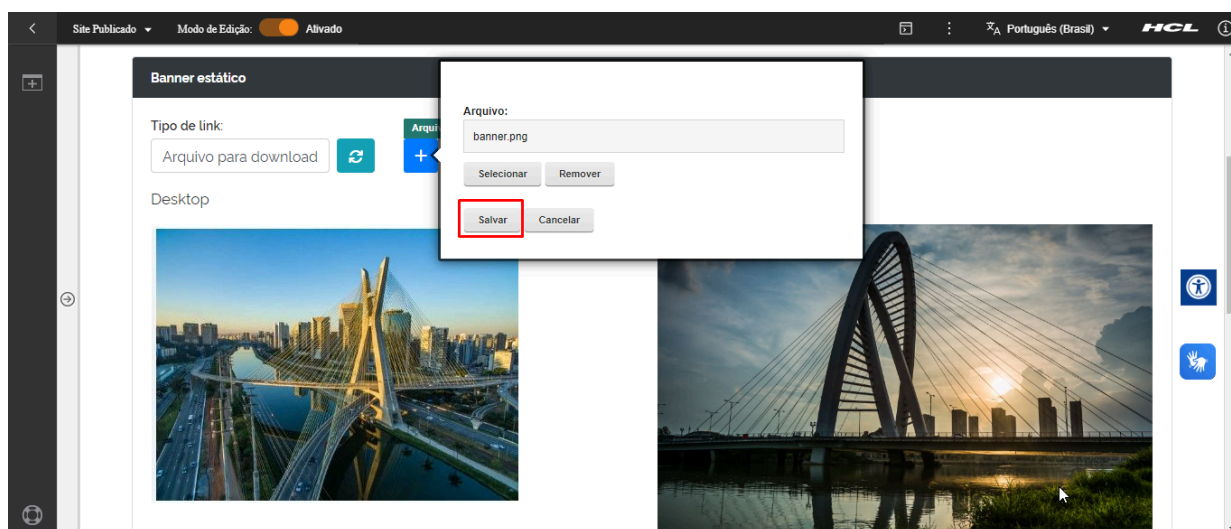 Site Publicado
Modo de Edição:
Ativado
Português (Brasil)
HCL
Banner estático
Tipo de link:
Arquivo para download
Desktop
Arquivo:
banner.png
Selecionar
Remover
Salvar
Cancelar